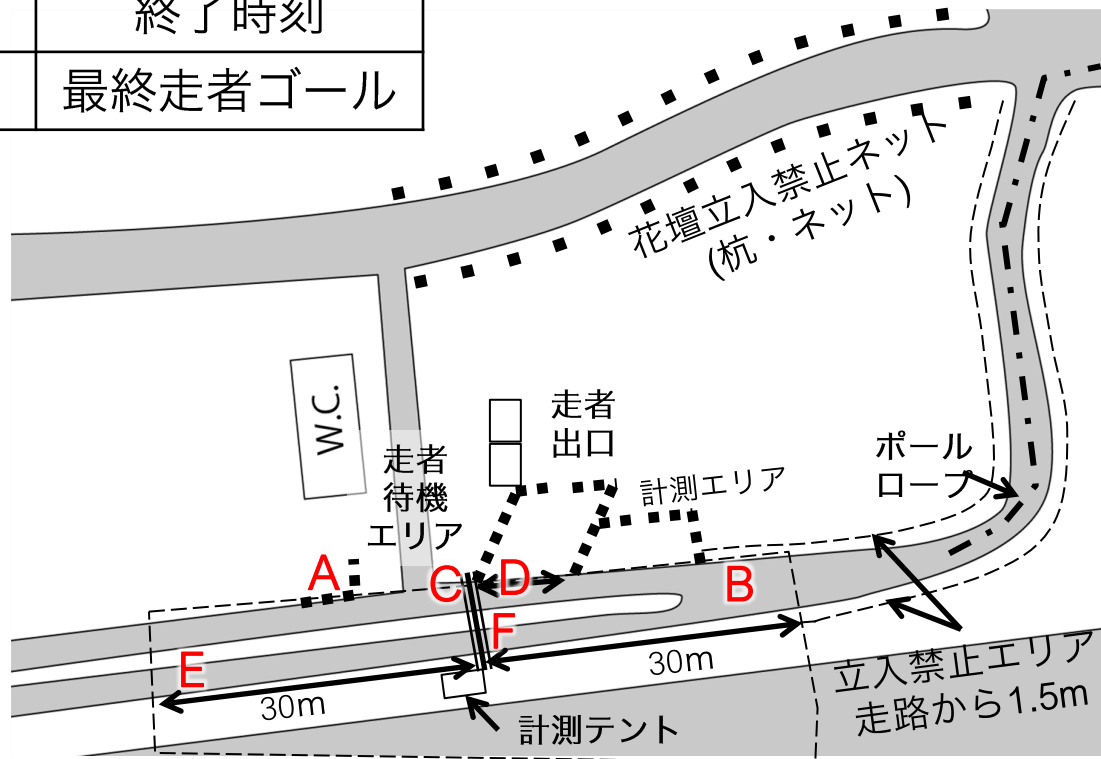 終了時刻
最終走者ゴール
花壇立入禁止ネット
(杭・ネット)
W.C.
走者
出口
走者
待機
エリア
計測エリア
ポール
ロープ
A
B
C
D
E
F
30m
30m
計測テント
立入禁止エリア
走路から1.5m